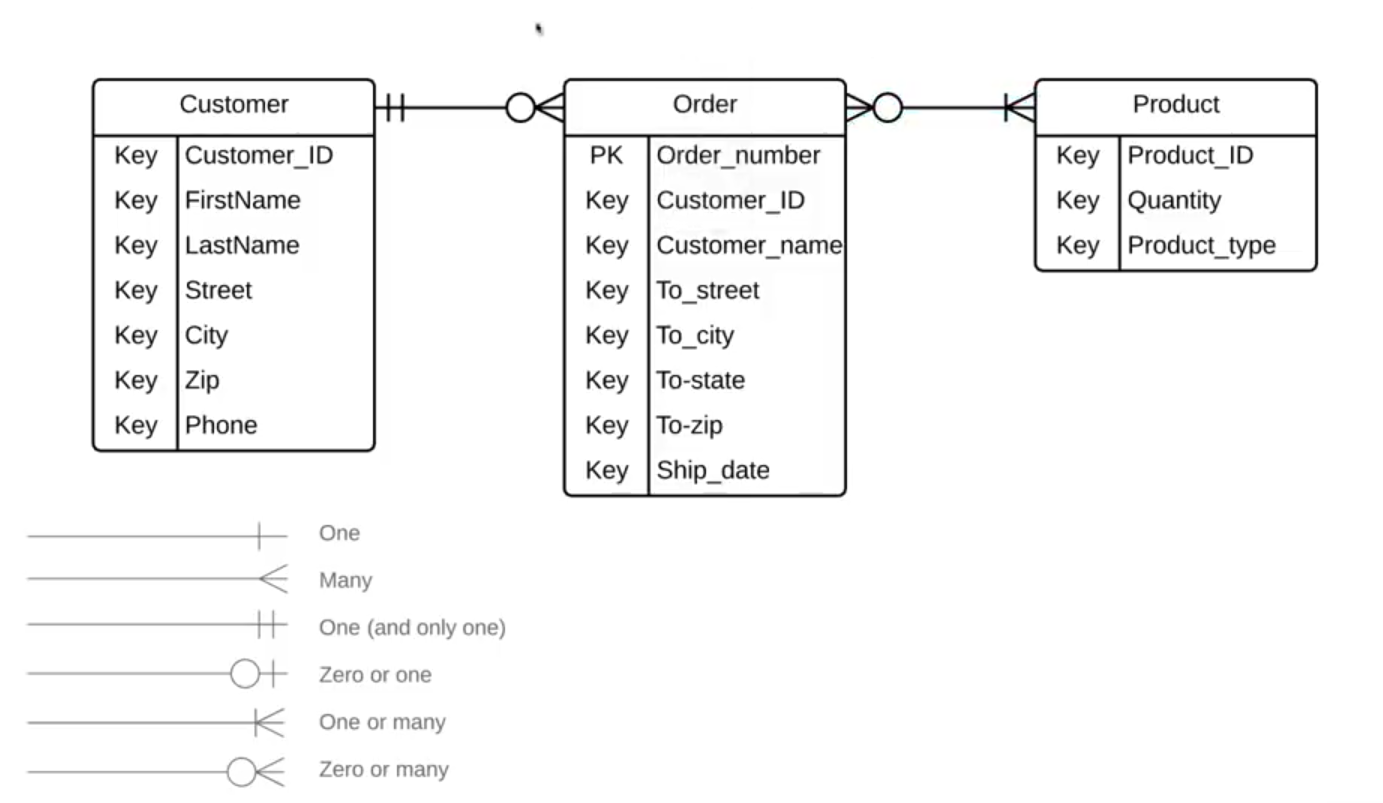 Customer
Key Customer_ID
Key FirstName
Key LastName
Key Street
Key City
Key Zip
Key Phone
Order
PK Order_number
Key Customer_ID
Key Customer_name
Key To_street
Key To_city
Key To-state
Key To-zip
Key Ship_date
Product
Key Product_ID
Key Quantity
Key Product_type
One
Many
One (and only one)
Zero or one
One or many
Zero or many